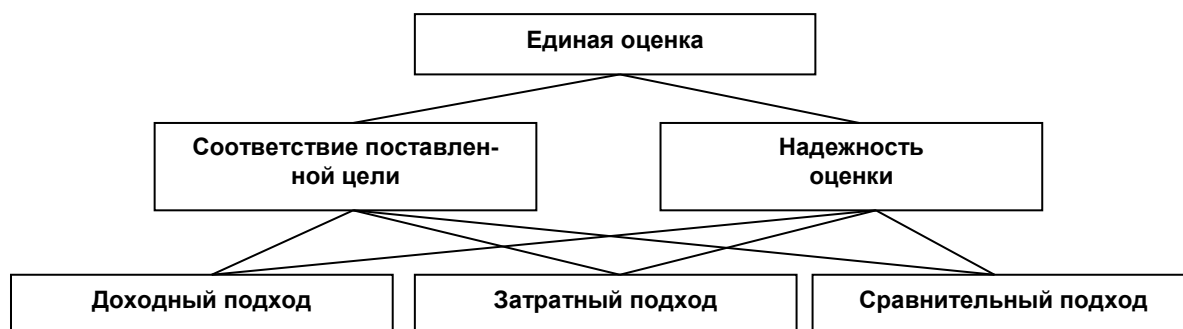 Единая оценка
Соответствие поставлен-
ной цели
Надежность
оценки
Доходный подход
Затратный подход
Сравнительный подход